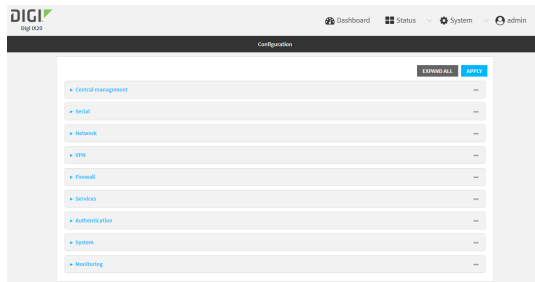 DIGI.
Digi IX20
Dashboard
Status
System
admin
Configuration
EXPAND ALL
APPLY
Central management
Serial
Network
VPN
Firewall
Services
Authentication
System
Monitoring